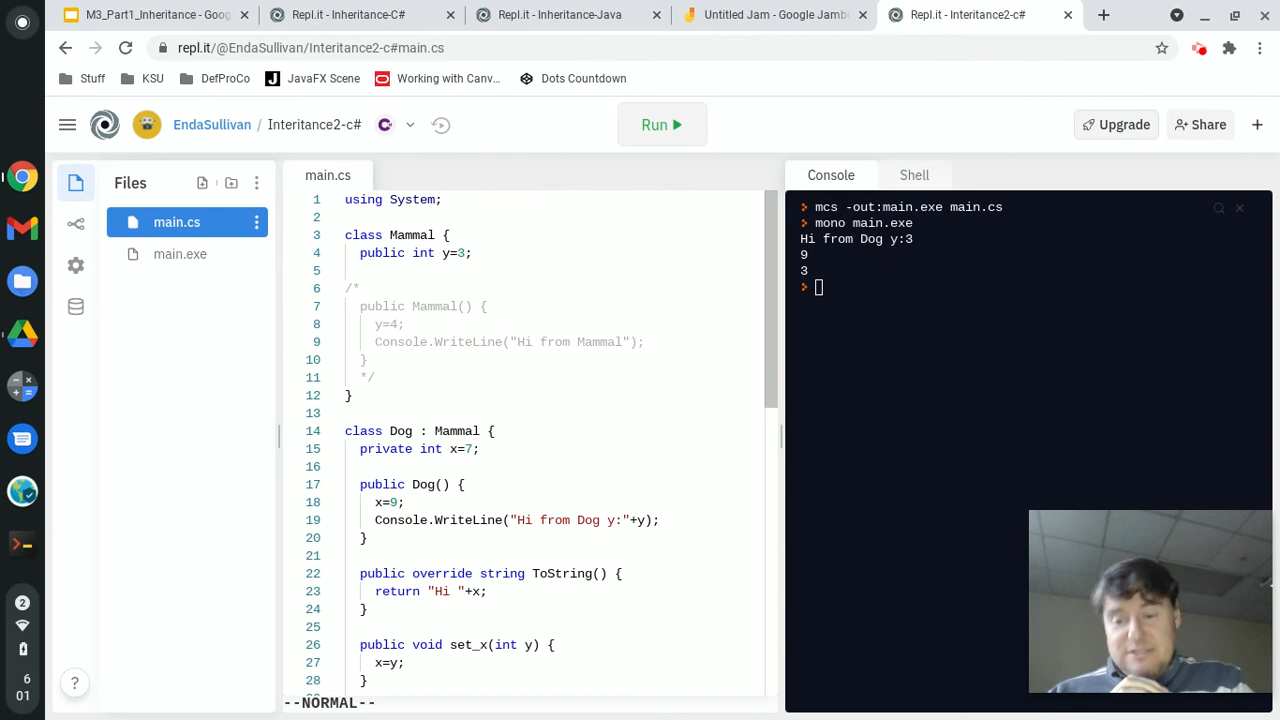 M3_Part1_Inheritance - Goog
Repl.it - Inheritance-C#
Repl.it - Inheritance-Java
Untitled Jam - Google Jambo
Repl.it - Interitance2-c#
repl.it/@EndaSullivan/Interitance2-c#main.cs
Stuff
KSU
DefProCo
JavaFX Scene
Working with Canv...
Dots Countdown
EndaSullivan / Interitance2-c#
Run
Upgrade
Share
Files
main.cs
main.exe
main.cs
1 using System;
2
3 class Mammal {
4 public int y=3;
5
6 /*
7 public Mammal() {
8 y=4;
9 Console.WriteLine("Hi from Mammal");
10 }
11 */
12 }
13
14 class Dog : Mammal {
15 private int x=7;
16
17 public Dog() {
18 x=9;
19 Console.WriteLine("Hi from Dog y:"+y);
20 }
21
22 public override string ToString() {
23 return "Hi "+x;
24 }
25
26 public void set_x(int y) {
27 x=y;
28 }
--NORMAL--
Console
Shell
mcs -out:main.exe main.cs
mono main.exe
Hi from Dog y:3
9
3
2
6
01
?